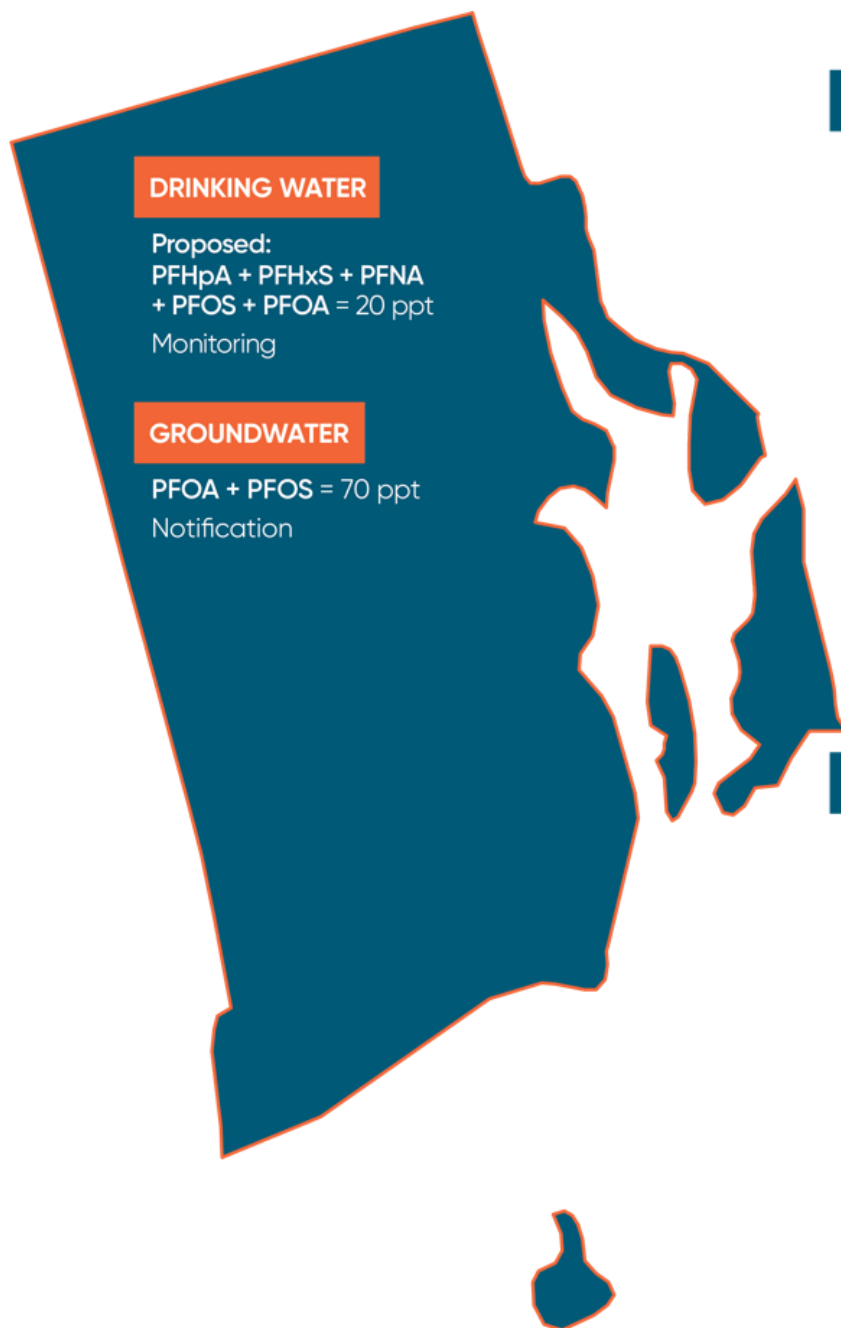 DRINKING WATER
Proposed:
PFHpA + PFHxS + PFNA
+ PFOS + PFOA = 20 ppt
Monitoring
GROUNDWATER
PFOA + PFOS = 70 ppt
Notification